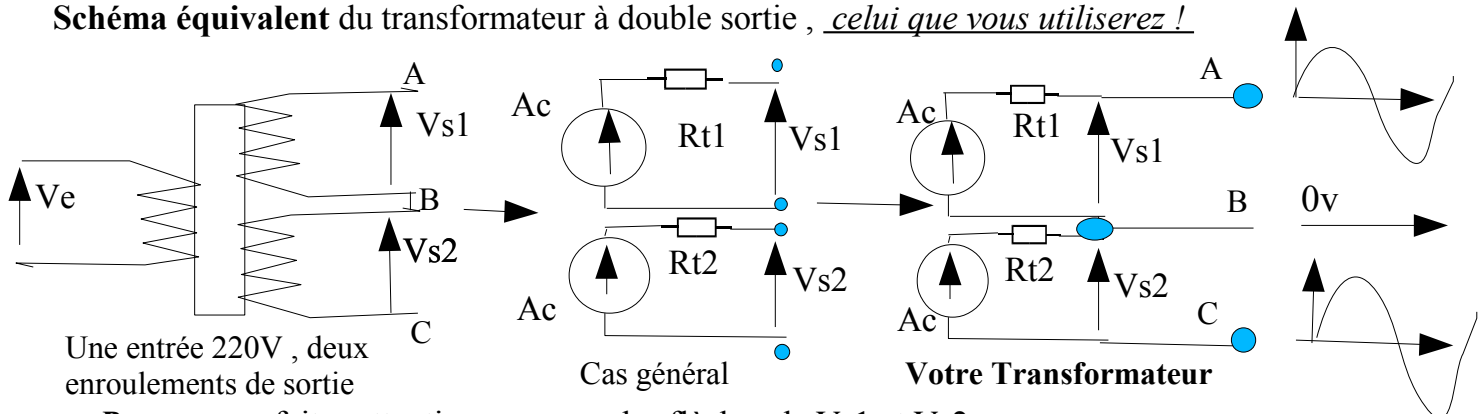 Schéma équivalent du transformateur à double sortie , celui que vous utiliserez !
A
Vs1
Ve
B
Vs2
C
Une entrée 220V , deux
enroulements de sortie
Ac
Rt1
Vs1
Rt2
Vs2
Ac
Cas général
A
Ac
Rt1
Vs1
B
0v
Rt2
Vs2
Ac
C
Votre Transformateur